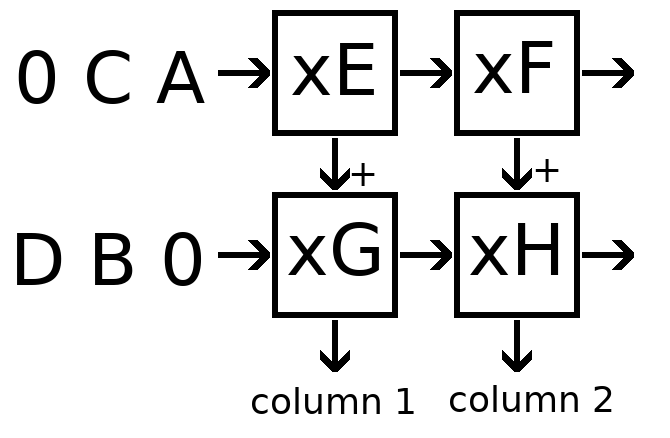 0 C A xE xF
+ +
D B 0 xG xH
column 1 column 2